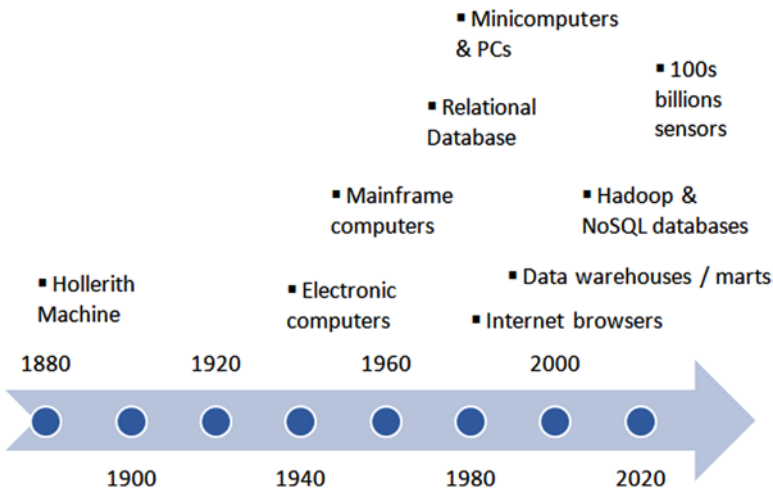 ▪ Minicomputers
& PCs
▪ 100s
billions
sensors
▪ Relational
Database
▪ Mainframe
computers
▪ Hadoop &
NoSQL databases
▪ Hollerith
Machine
▪ Electronic
computers
▪ Data warehouses / marts
▪ Internet browsers
1880 1920 1960 2000
1900 1940 1980 2020